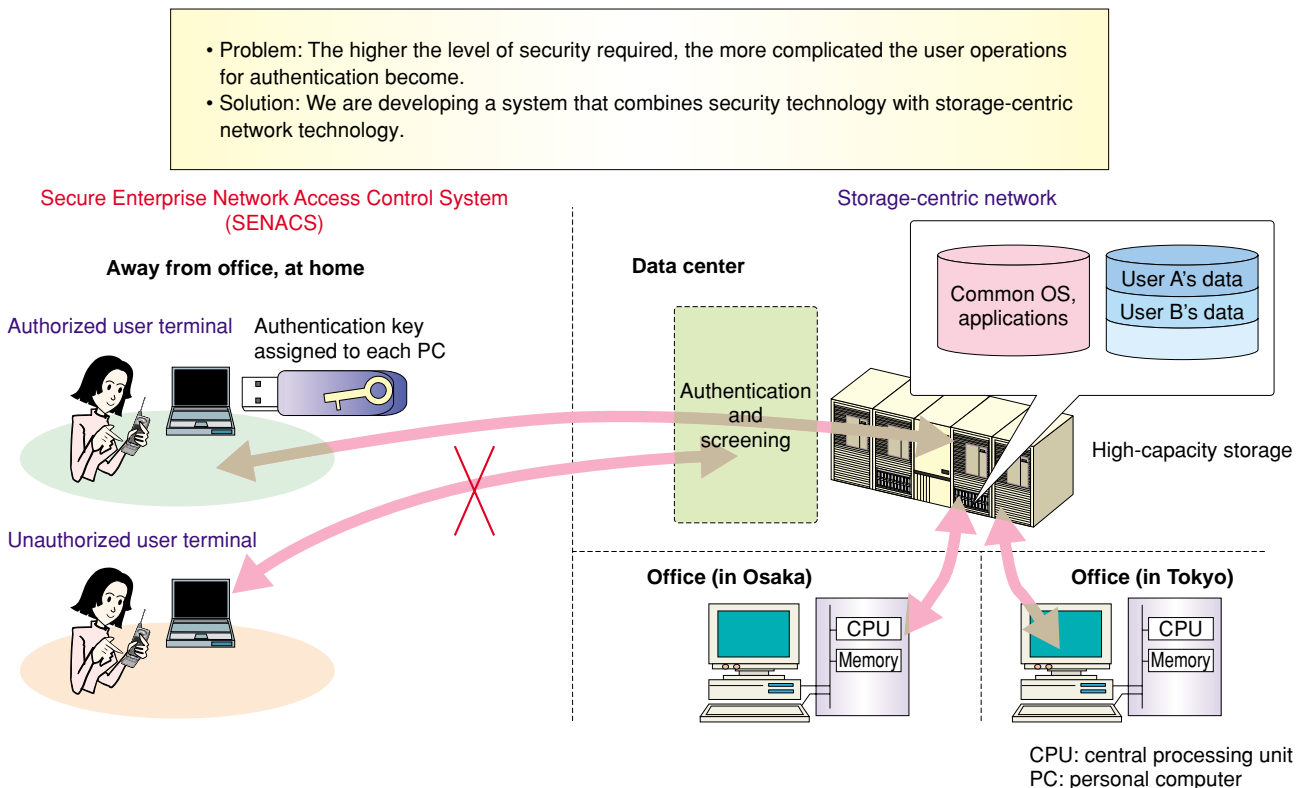 • Problem: The higher the level of security required, the more complicated the user operations
for authentication become.
• Solution: We are developing a system that combines security technology with storage-centric
network technology.
Secure Enterprise Network Access Control System
(SENACS)
Storage-centric network
Away from office, at home
Data center
Common OS,
applications
User A's data
User B's data
Authorized user terminal
Authentication key
assigned to each PC
Authentication
and
screening
High-capacity storage
Unauthorized user terminal
Office (in Osaka)
CPU
Memory
Office (in Tokyo)
CPU
Memory
CPU: central processing unit
PC: personal computer